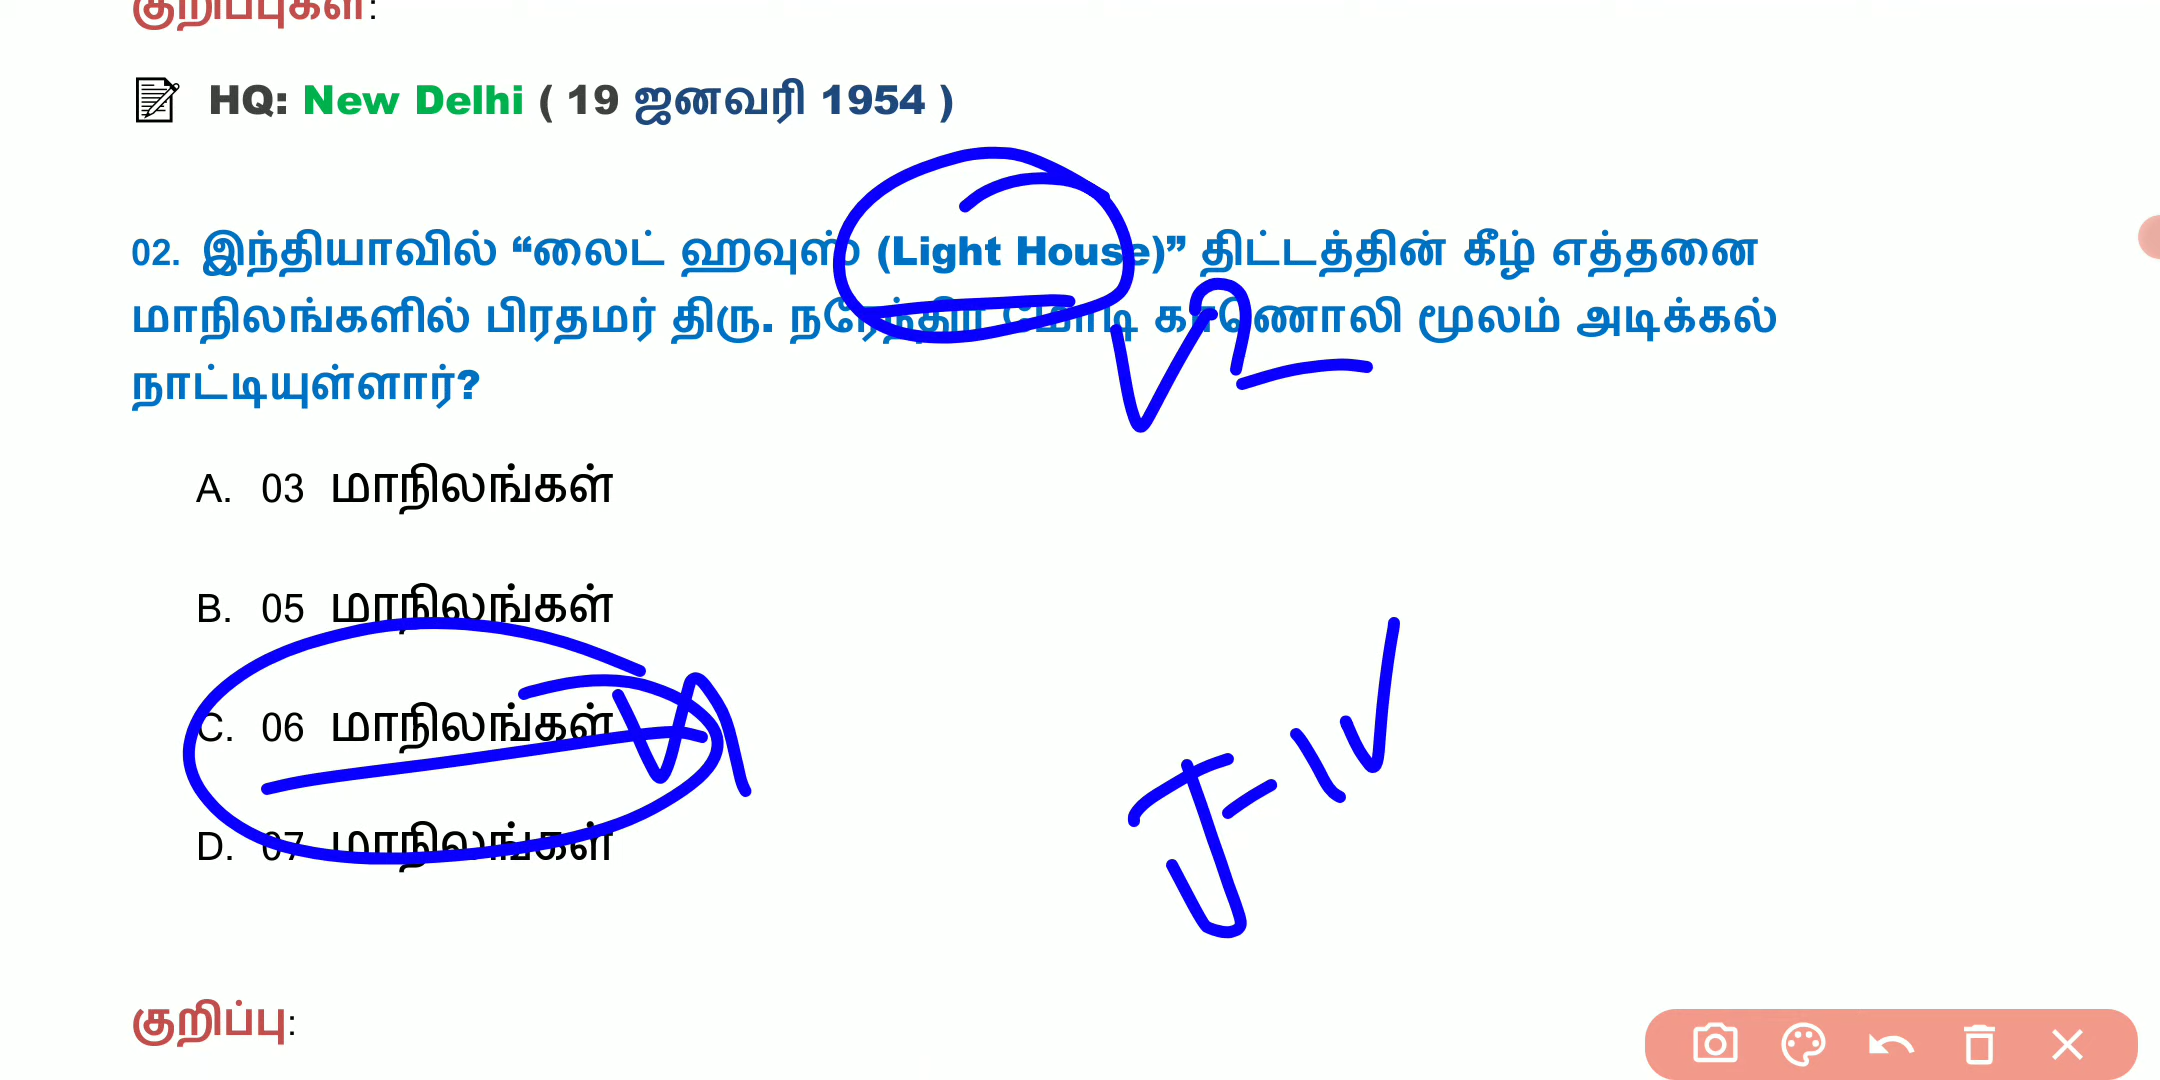 குறிப்புகள்:
HQ: New Delhi ( 19 ஜனவரி 1954 )
02. இந்தியாவில் “லைட் ஹவுஸ் (Light House)” திட்டத்தின் கீழ் எத்தனை
மாநிலங்களில் பிரதமர் திரு. நரேந்திர மோடி காணொலி மூலம் அடிக்கல்
நாட்டியுள்ளார்?
A. 03 மாநிலங்கள்
B. 05 மாநிலங்கள்
C. 06 மாநிலங்கள்
D. 07 மாநிலங்கள்
குறிப்பு: